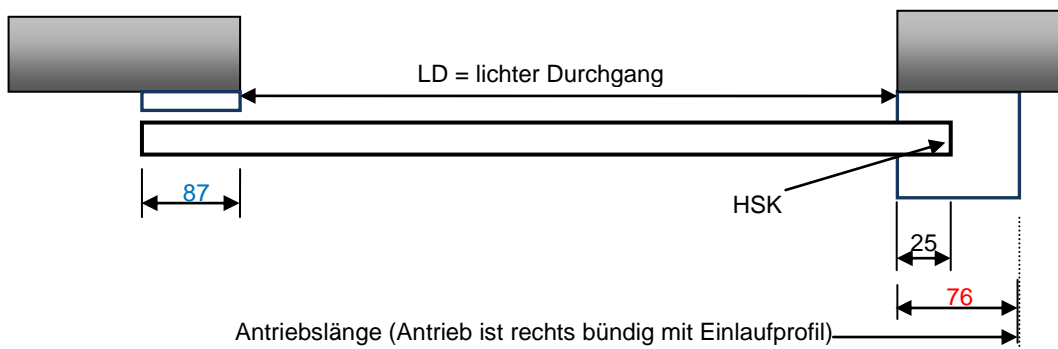 LD = lichter Durchgang
87
HSK
25
76
Antriebslänge (Antrieb ist rechts bündig mit Einlaufprofil)